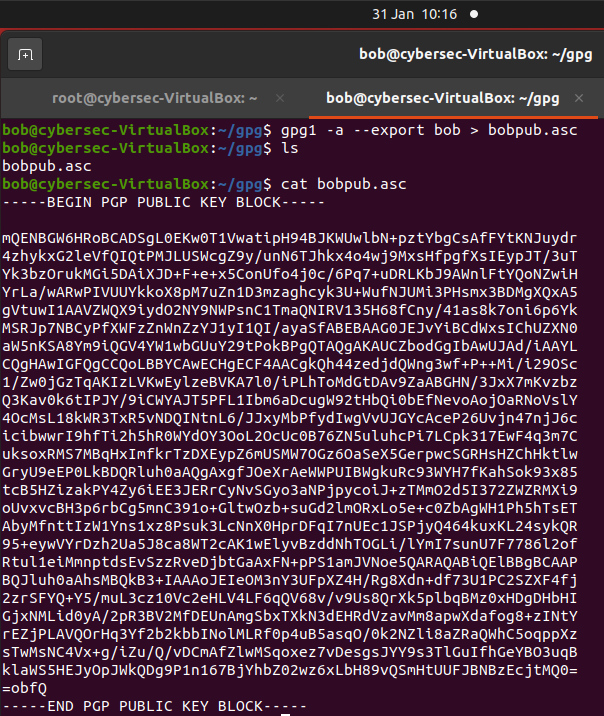 31 Jan 10:16
bob@cybersec-VirtualBox: ~/gpg
root@cybersec-VirtualBox: ~
bob@cybersec-VirtualBox: ~/gpg
bob@cybersec-VirtualBox:~/gpg$ gpg1 -a --export bob > bobpub.asc
bob@cybersec-VirtualBox:~/gpg$ ls
bobpub.asc
bob@cybersec-VirtualBox:~/gpg$ cat bobpub.asc
-----BEGIN PGP PUBLIC KEY BLOCK-----
mQENBGW6HRoBCADSgL0EKw0T1VwatipH94BJKWUwlbN+pztYbgCsAfFYtKNJuydr
4zhykxG2leVfQIQtPMJLUSWcgZ9y/unN6TJhkx4o4wj9MxsHfpgfXsIEypJT/3uT
Yk3bzOrukMGi5DAiXJD+F+e+x5ConUfo4j0c/6Pq7+uDRLKbJ9AWnlFtYQoNZwiH
YrLa/wARwPIVUUYkkoX8pM7uZn1D3mzaghcyk3U+WufNJUMi3PHsmx3BDMgXQxA5
gVtuwI1AAVZWQX9iydO2NY9NWPsnC1TmaQNIRV135H68fCny/41as8k7oni6p6Yk
MSRJp7NBCyPfXWFzZnWnZzYJ1yI1QI/ayaSfABEBAAG0JEJvYiBCdWxsIChUZXN0
aW5nKSA8Ym9iQGV4YW1wbGUuY29tPokBPgQTAQgAKAUCZbodGgIbAwUJAd/iAAYL
CQgHAwIGFQgCCQoLBBYCAwECHgECF4AACgkQh44zedjdQWng3wf+P++Mi/i29OSc
1/Zw0jGzTqAKIzLVKwEylzeBVKA7l0/iPLhToMdGtDAv9ZaABGHN/3JxX7mKvzbz
Q3Kav0k6tIPJY/9iCWYAJT5PFL1Ibm6aDcugW92tHbQi0bEfNevoAojOaRNoVslY
4OcMsL18kWR3TxR5vNDQINtnL6/JJxyMbPfydIwgVvUJGYcAceP26Uvjn47njJ6c
icibwwrI9hfTi2h5hR0WYdOY3OoL2OcUc0B76ZN5uluhcPi7LCpk317EwF4q3m7C
uksoxRMS7MBqHxImfkrTzDXEypZ6mUSMW7OGz6OaSeX5GerpwcSGRHsHZChHktlw
GryU9eEP0LkBDQRluh0aAQgAxgfJOeXrAeWWPUIBWgkuRc93WYH7fKahSok93x85
tcB5HZizakPY4Zy6iEE3JERrCyNvSGyo3aNPjpycoiJ+zTMmO2d5I372ZWZRMXi9
oUvxvcBH3p6rbCg5mnC391o+GltwOzb+suGd2lmORxLo5e+c0ZbAgWH1Ph5hTsET
AbyMfnttIzW1Yns1xz8Psuk3LcNnX0HprDFqI7nUEc1JSPjyQ464kuxKL24sykQR
95+eywVYrDzh2Ua5J8ca8WT2cAK1wElyvBzddNhTOGLi/lYmI7sunU7F7786l2of
Rtul1eiMmnptdsEvSzzRveDjbtGaAxFN+pPS1amJVNoe5QARAQABiQElBBgBCAAP
BQJluh0aAhsMBQkB3+IAAAoJEIeOM3nY3UFpXZ4H/Rg8Xdn+df73U1PC2SZXF4fj
2zrSFYQ+Y5/muL3cz10Vc2eHLV4LF6qQV68v/v9Us8QrXk5plbqBMz0xHDgDHbHI
GjxNMLid0yA/2pR3BV2MfDEUnAmgSbxTXkN3dEHRdVzavMm8apwXdafog8+zINtY
rEZjPLAVQOrHq3Yf2b2kbbINolMLRf0p4uB5asqO/0k2NZli8aZRaQWhC5oqppXz
sTwMsNC4Vx+g/iZu/Q/vDCmAfZlwMSqoxez7vDesgsJYY9s3TlGuIfhGeYBO3uqB
klaWS5HEJyOpJWkQDg9P1n167BjYhbZ02wz6xLbH89vQSmHtUUFJBNBzEcjtMQ0=
=obfQ
-----END PGP PUBLIC KEY BLOCK-----